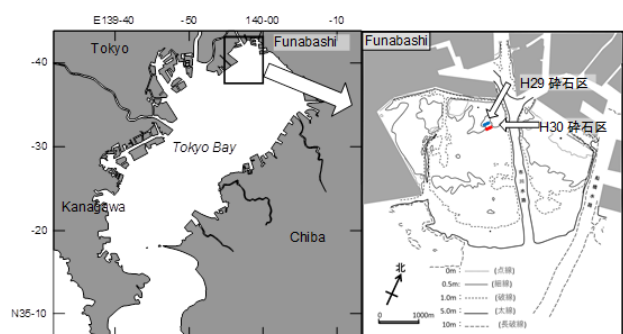 E 139-40
-50
140-00
-10
Tokyo
Funabashi
-40
-30
Tokyo Bay
Kanagawa
-20
Chiba
N35-10
Funabashi
H29 砕石区
H30 砕石区
北
0 1000m
0m: (点線)
0.5m: (細線)
1.0m: (破線)
5.0m: (太線)
10m : (長破線)